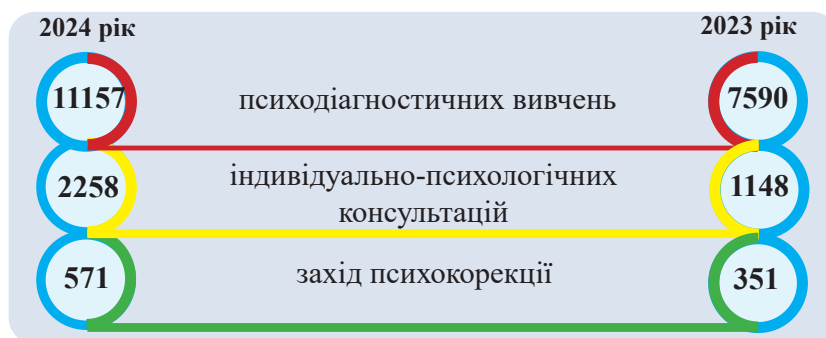 2024 рік
2023 рік
11157
психодіагностичних вивчень
7590
2258
індивідуально-психологічних
консультацій
1148
571
захід психокорекції
351